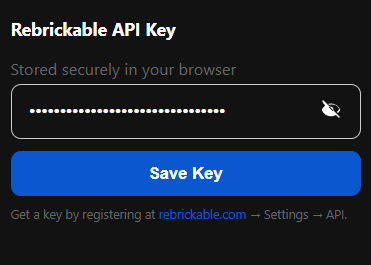 Rebrickable API Key
Stored securely in your browser
••••••••••••••••••••••••••••••••
Save Key
Get a key by registering at rebrickable.com → Settings → API.